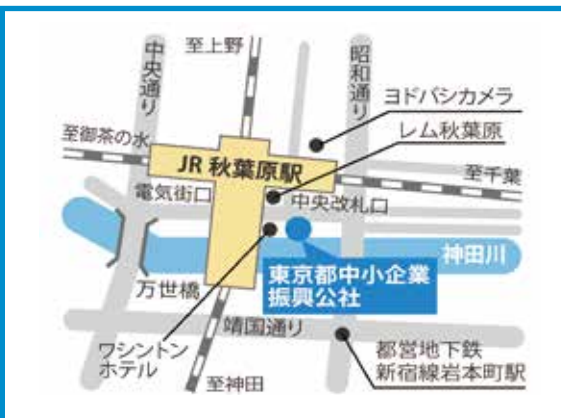 至上野
中央通り
昭和通り
ヨドバシカメラ
レム秋葉原
至御茶の水
JR 秋葉原駅
至千葉
電気街口
中央改札口
神田川
東京都中小企業
振興公社
万世橋
靖国通り
ワシントン
ホテル
都営地下鉄
新宿線岩本町駅
至神田